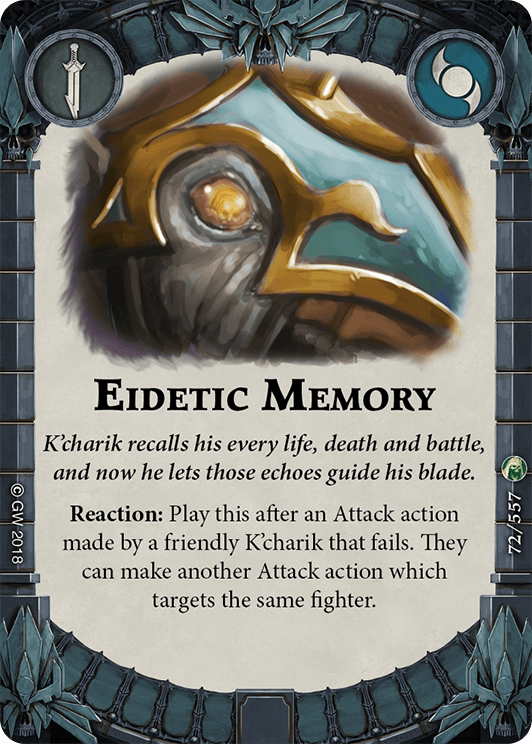 Eidetic Memory
K'charik recalls his every life, death and battle,
and now he lets those echoes guide his blade.
Reaction: Play this after an Attack action
made by a friendly K'charik that fails. They
can make another Attack action which
targets the same fighter.
© GW 2018
72/557